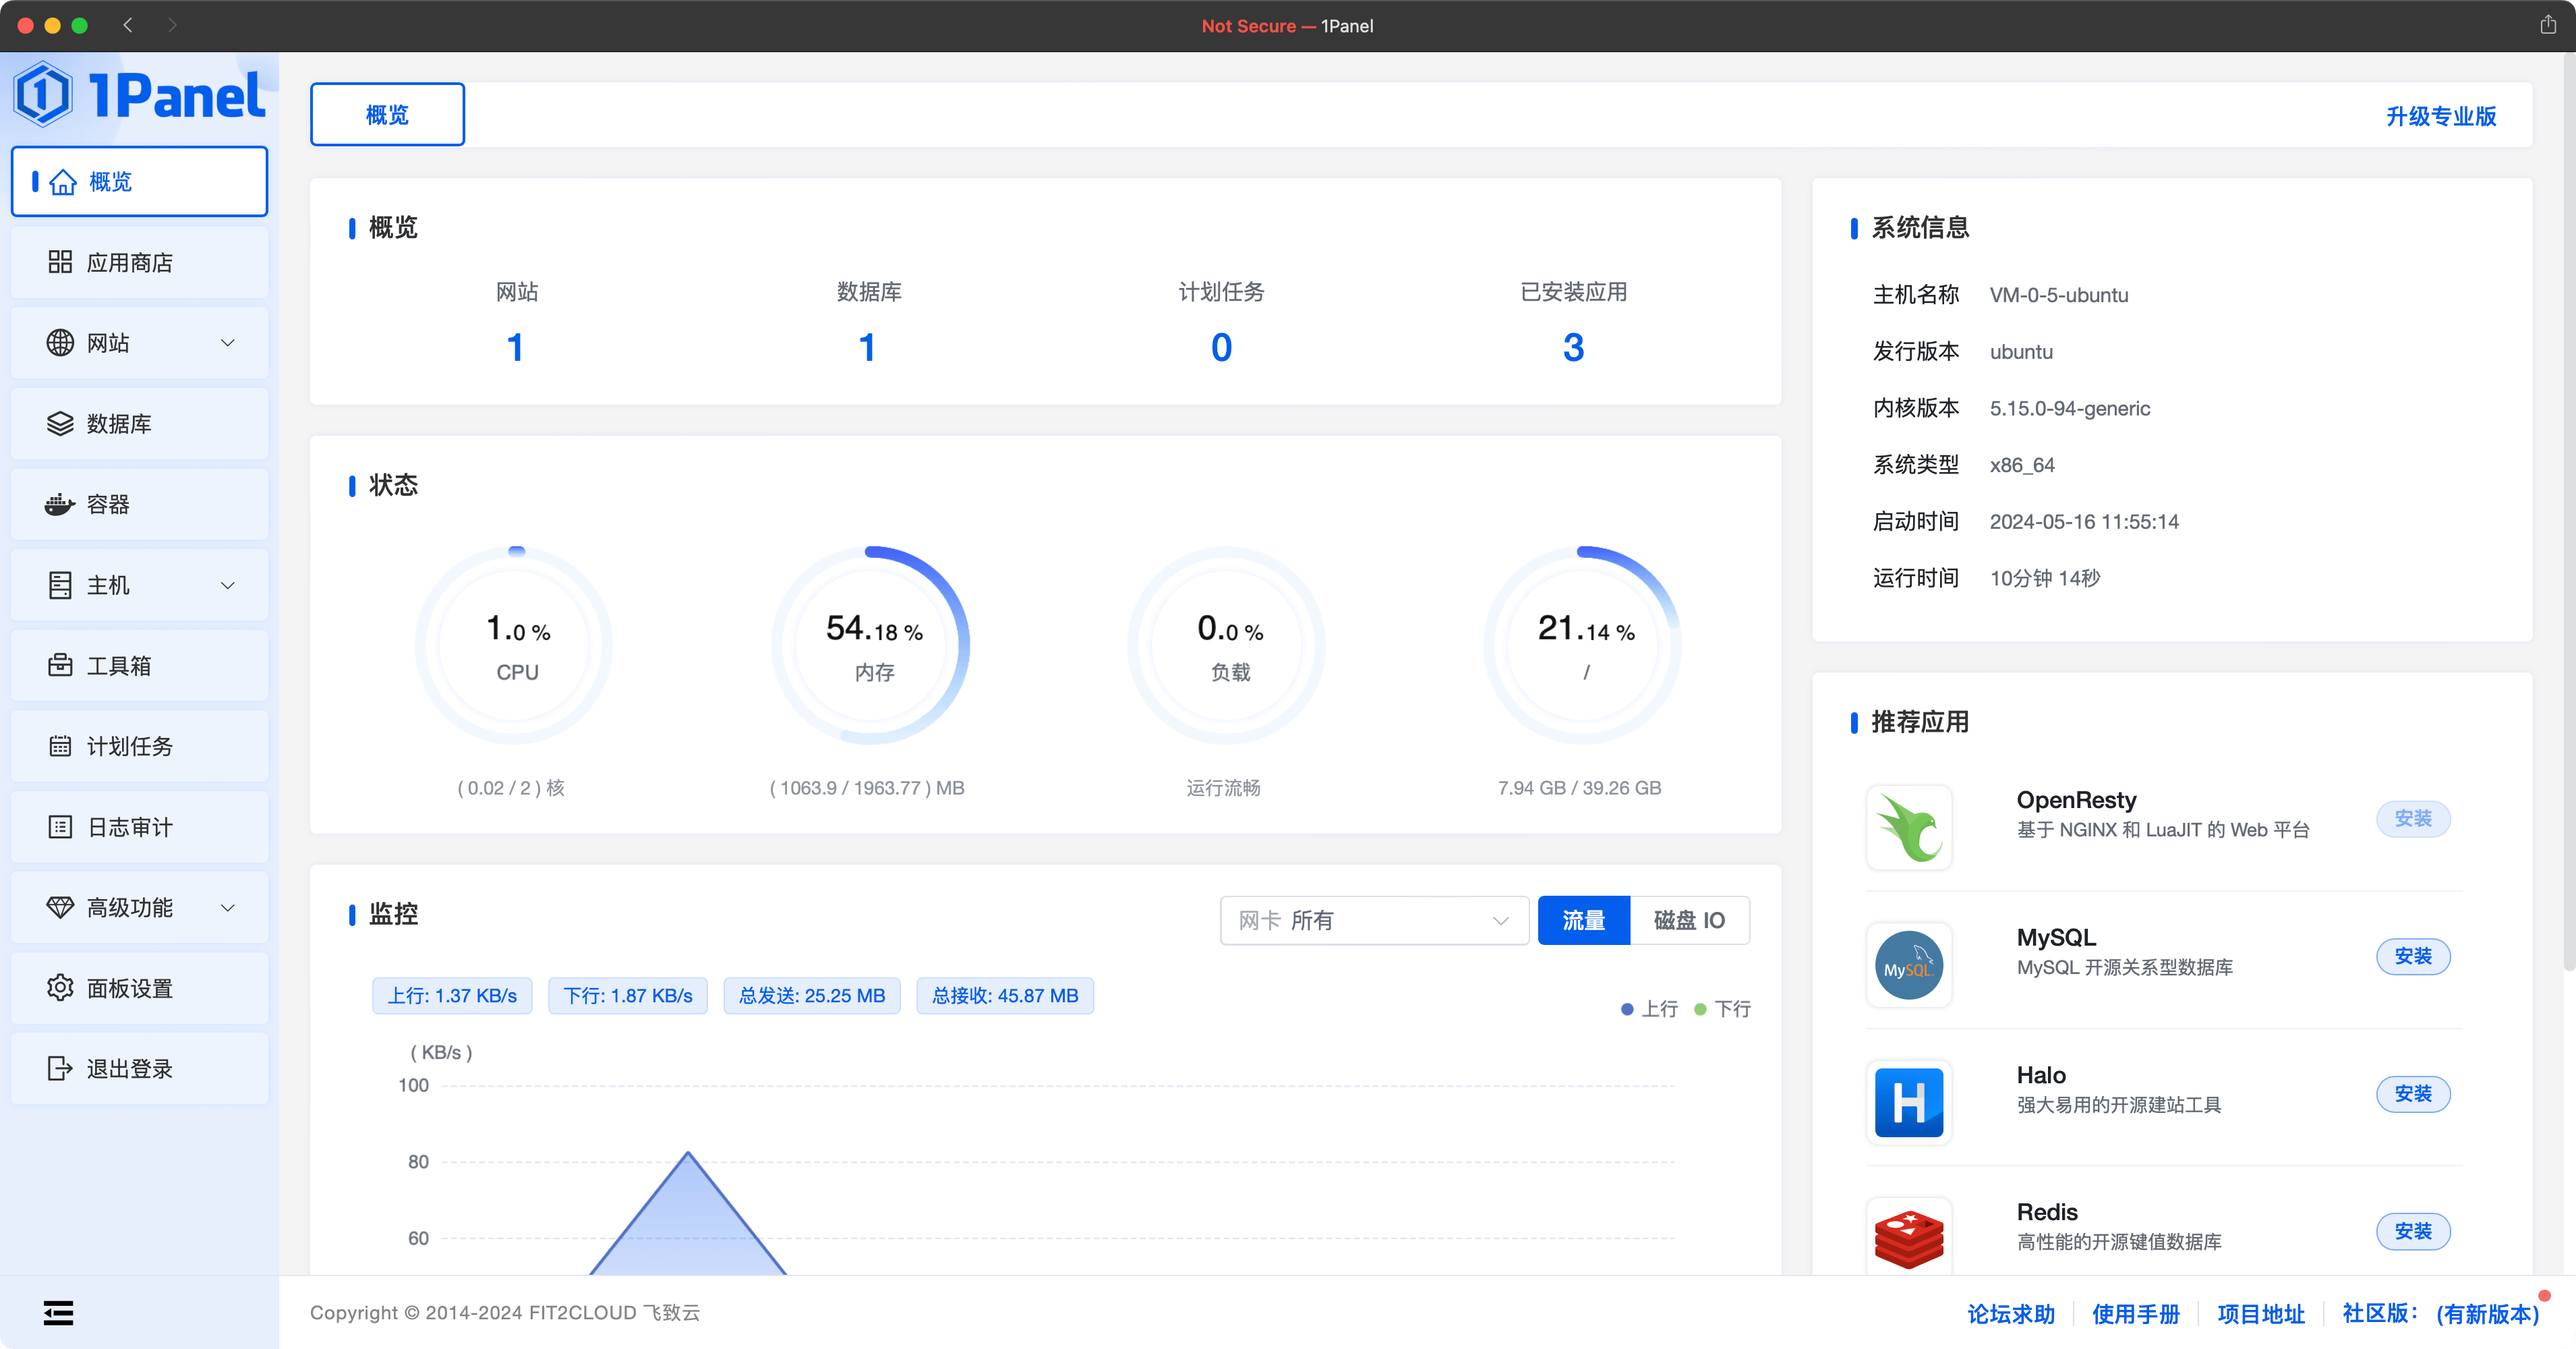 Not Secure — 1Panel
1Panel
概览
应用商店
网站
数据库
容器
主机
工具箱
计划任务
日志审计
高级功能
面板设置
退出登录
概览
升级专业版
概览
网站
数据库
计划任务
已安装应用
1
1
0
3
状态
1.0 %
CPU
( 0.02 / 2 ) 核
54.18 %
内存
( 1063.9 / 1963.77 ) MB
0.0 %
负载
运行流畅
21.14 %
/
7.94 GB / 39.26 GB
监控
网卡 所有
流量
磁盘 IO
上行: 1.37 KB/s
下行: 1.87 KB/s
总发送: 25.25 MB
总接收: 45.87 MB
上行
下行
( KB/s )
100
80
60
系统信息
主机名称 VM-0-5-ubuntu
发行版本 ubuntu
内核版本 5.15.0-94-generic
系统类型 x86_64
启动时间 2024-05-16 11:55:14
运行时间 10分钟 14秒
推荐应用
OpenResty
基于 NGINX 和 LuaJIT 的 Web 平台
安装
MySQL
MySQL
MySQL 开源关系型数据库
安装
H
Halo
强大易用的开源建站工具
安装
Redis
高性能的开源键值数据库
安装
Copyright © 2014-2024 FIT2CLOUD 飞致云
论坛求助
使用手册
项目地址
社区版: (有新版本)